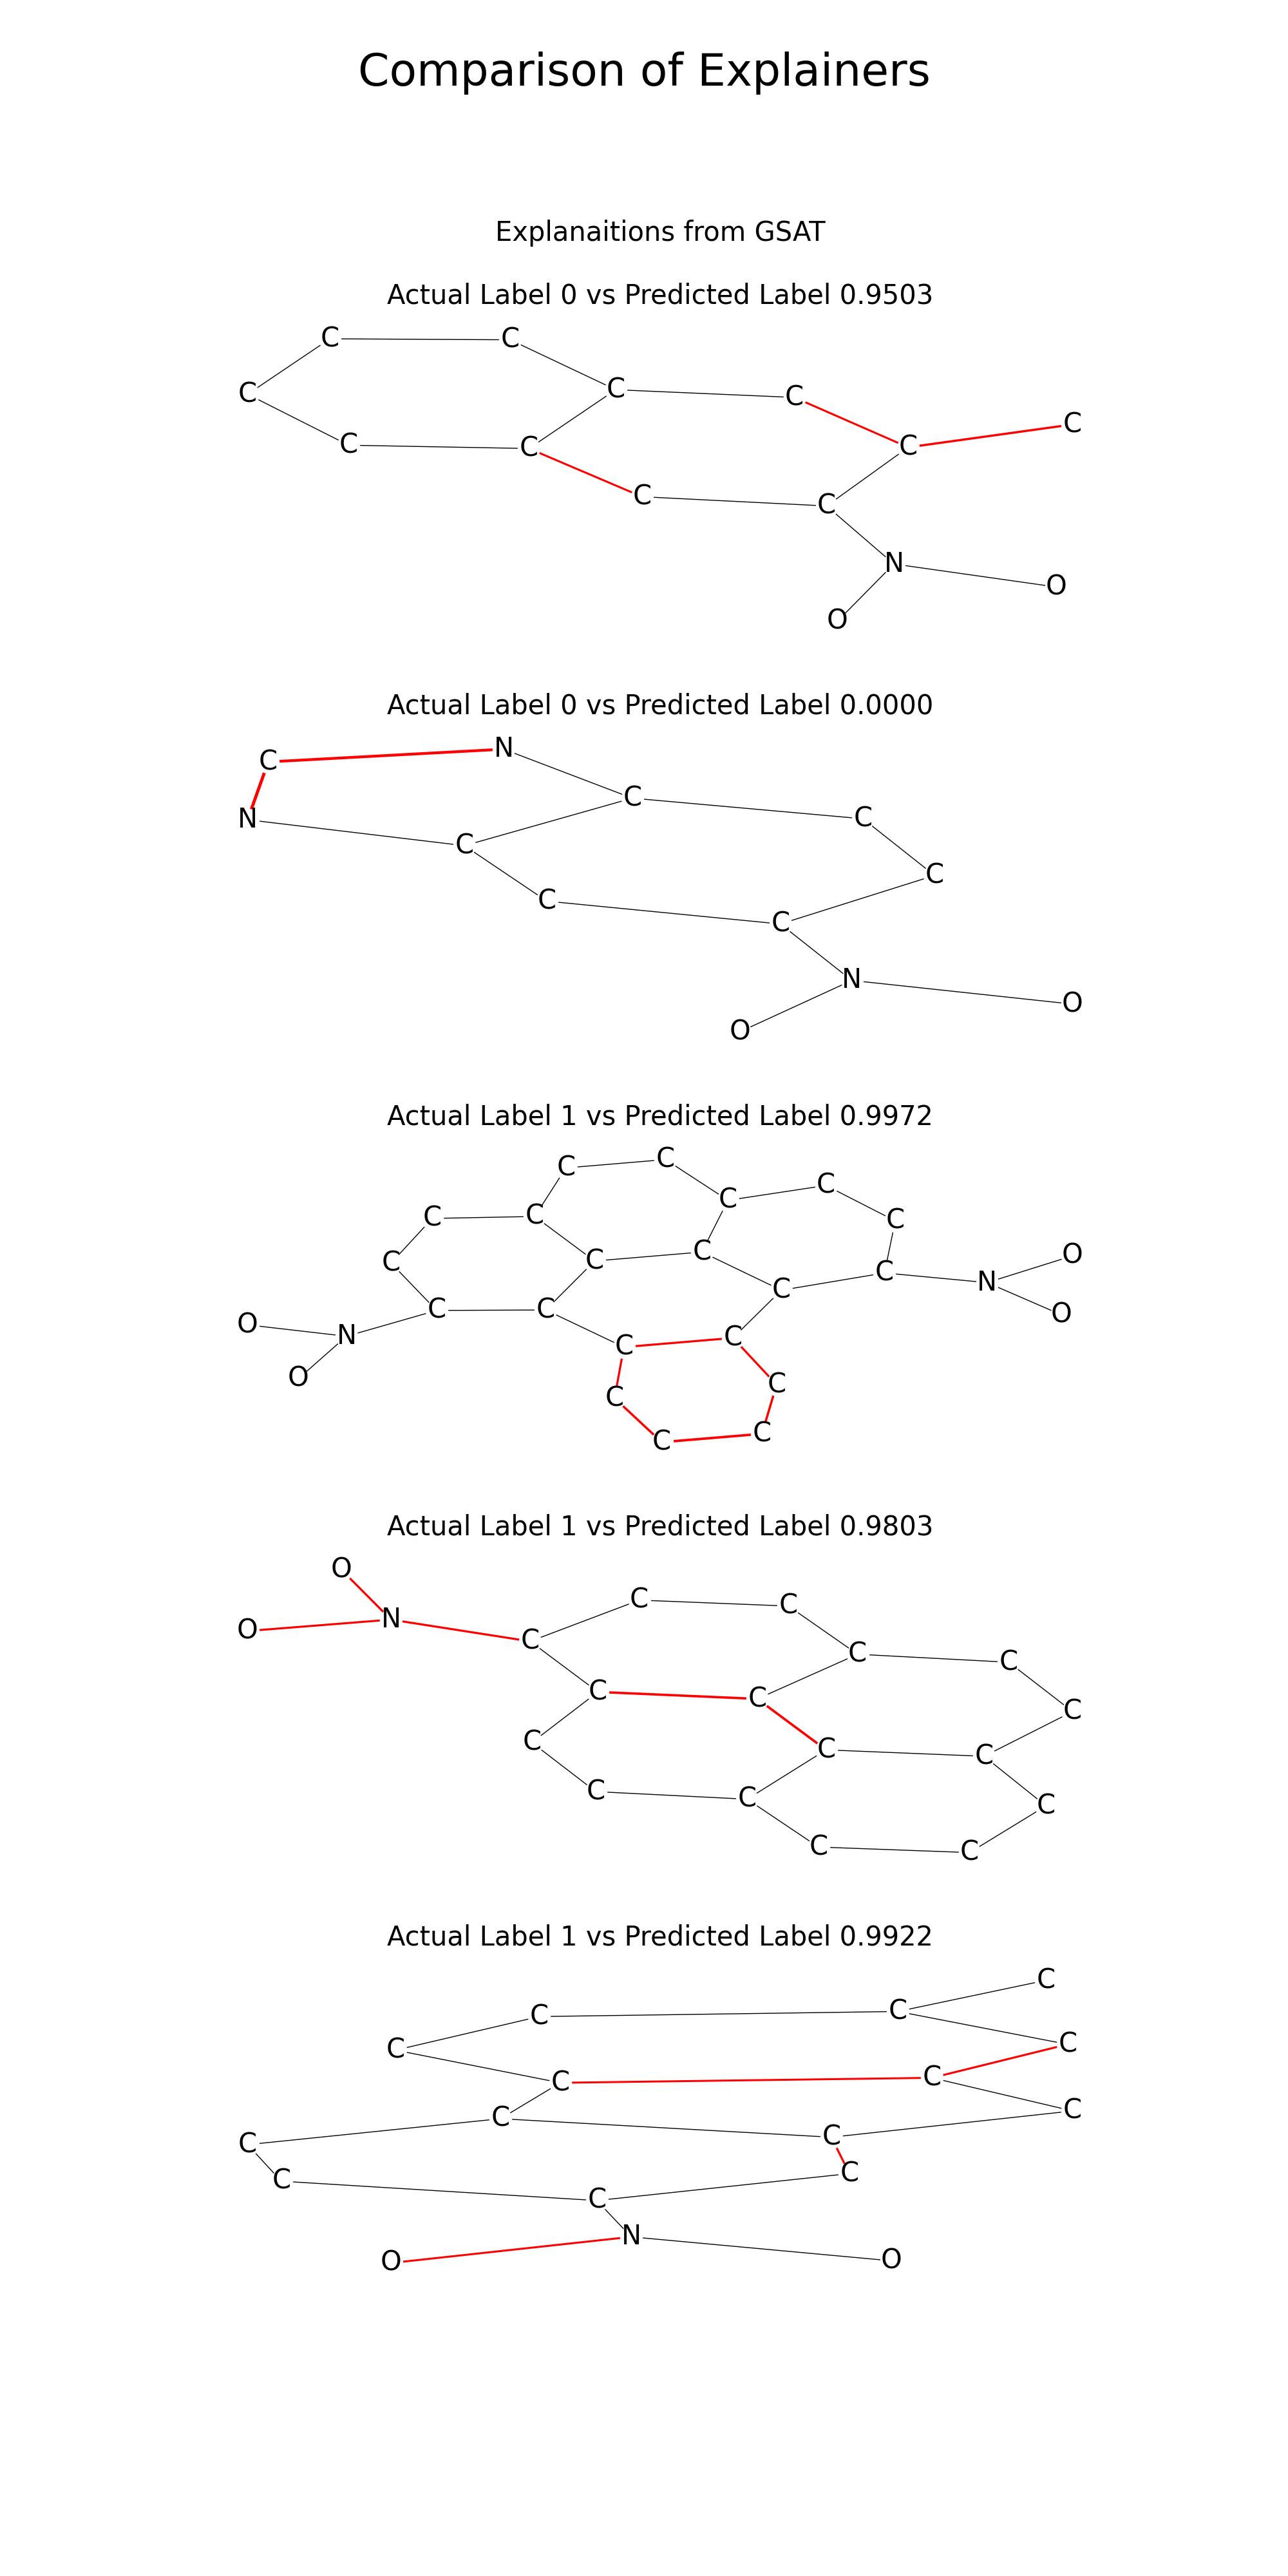 Comparison of Explainers
Explanaitions from GSAT
Actual Label 0 vs Predicted Label 0.9503
C C
C C C C
C C C
C C
N O
O
Actual Label 0 vs Predicted Label 0.0000
N
C
C
N C
C C
C C
N O
O
Actual Label 1 vs Predicted Label 0.9972
C C
C C C
C C C
C C C C N O
O N C C C O
O C C C
C C
C C
Actual Label 1 vs Predicted Label 0.9803
O
O N C C
C C C
C C C
C C C
C C C
C C
Actual Label 1 vs Predicted Label 0.9922
C
C C
C C
C C
C C C
C C
C C
N
O O